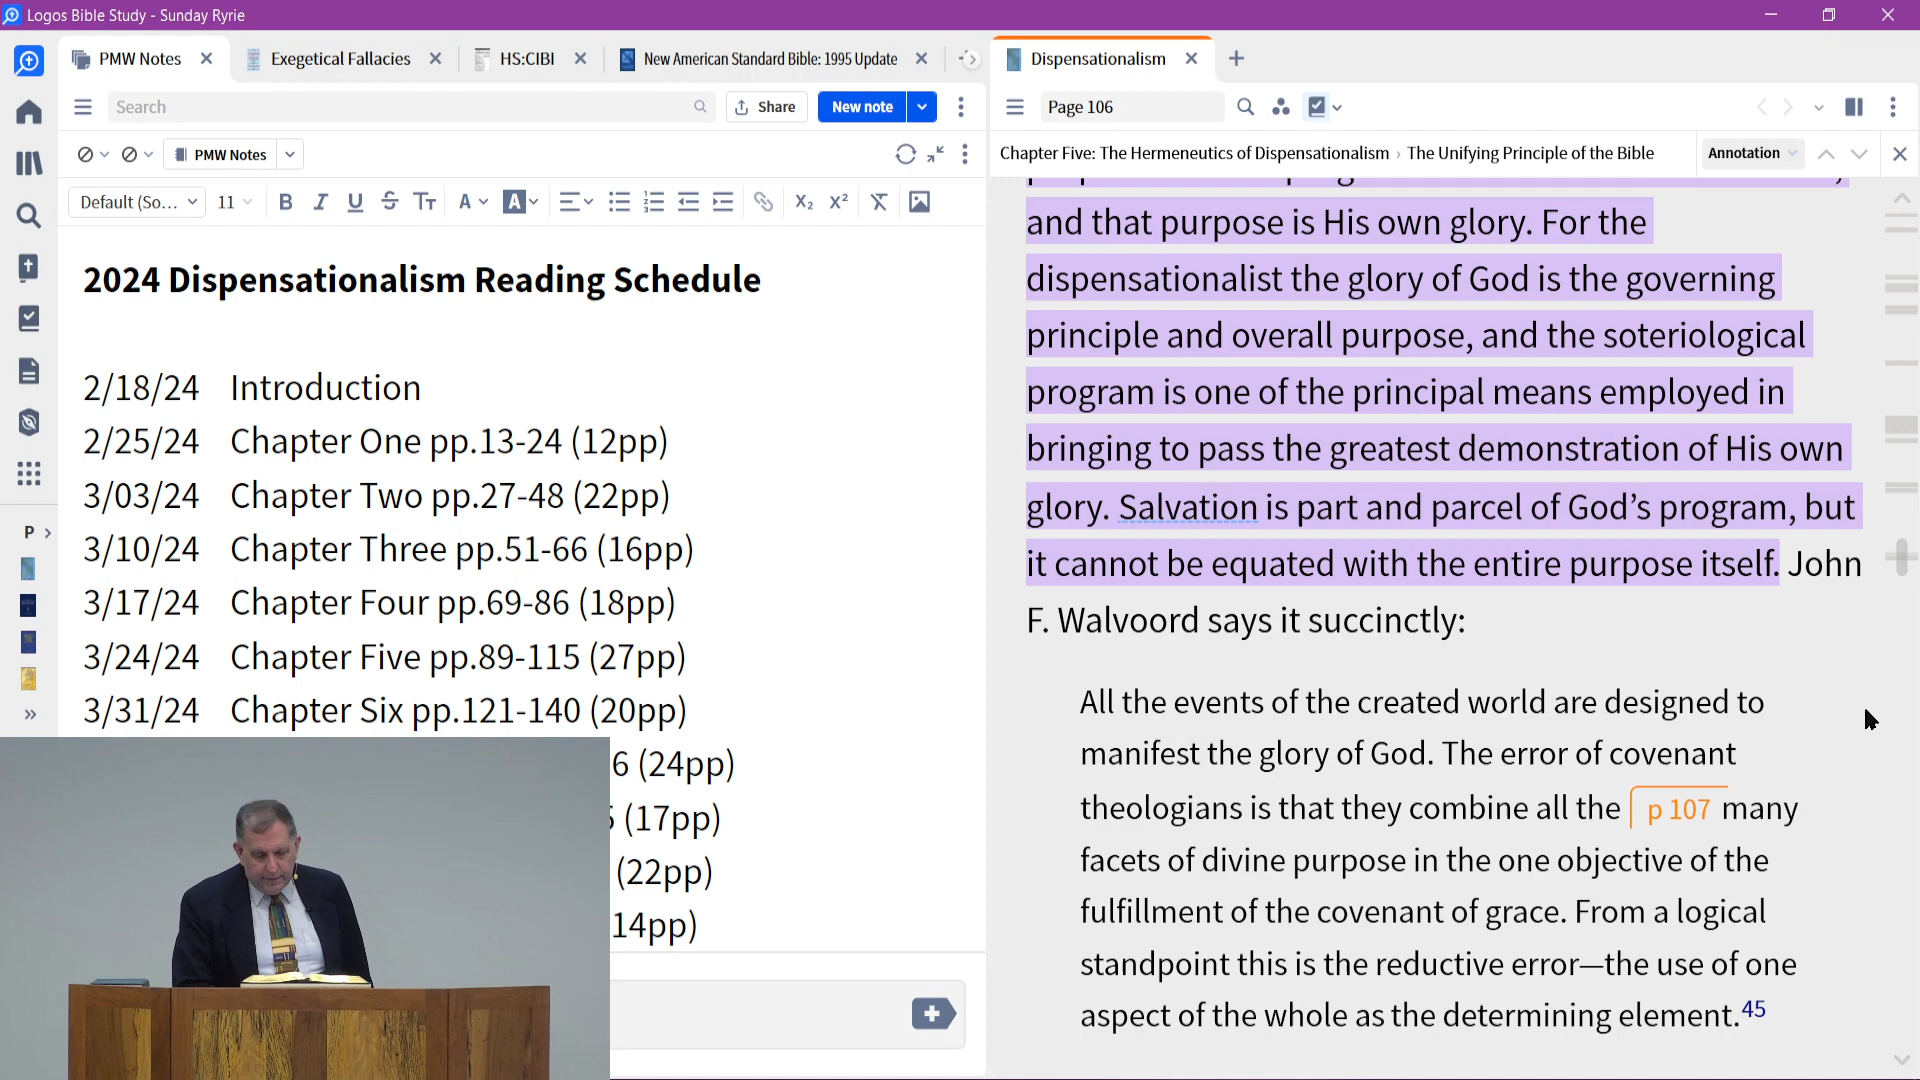 Logos Bible Study - Sunday Ryrie
PMW Notes
Exegetical Fallacies
HS:CIBI
New American Standard Bible: 1995 Update
Dispensationalism
Search
Share
New note
Page 106
PMW Notes
Chapter Five: The Hermeneutics of Dispensationalism › The Unifying Principle of the Bible
Annotation
Default (So...
11
B I U S Tт A A X₂ X²
P
2024 Dispensationalism Reading Schedule
2/18/24 Introduction
2/25/24 Chapter One pp.13-24 (12pp)
3/03/24 Chapter Two pp.27-48 (22pp)
3/10/24 Chapter Three pp.51-66 (16pp)
3/17/24 Chapter Four pp.69-86 (18pp)
3/24/24 Chapter Five pp.89-115 (27pp)
3/31/24 Chapter Six pp.121-140 (20pp)
6 (24pp)
(17pp)
(22pp)
14pp)
and that purpose is His own glory. For the
dispensationalist the glory of God is the governing
principle and overall purpose, and the soteriological
program is one of the principal means employed in
bringing to pass the greatest demonstration of His own
glory. Salvation is part and parcel of God’s program, but
it cannot be equated with the entire purpose itself. John
F. Walvoord says it succinctly:
All the events of the created world are designed to
manifest the glory of God. The error of covenant
theologians is that they combine all the p 107 many
facets of divine purpose in the one objective of the
fulfillment of the covenant of grace. From a logical
standpoint this is the reductive error—the use of one
aspect of the whole as the determining element.45